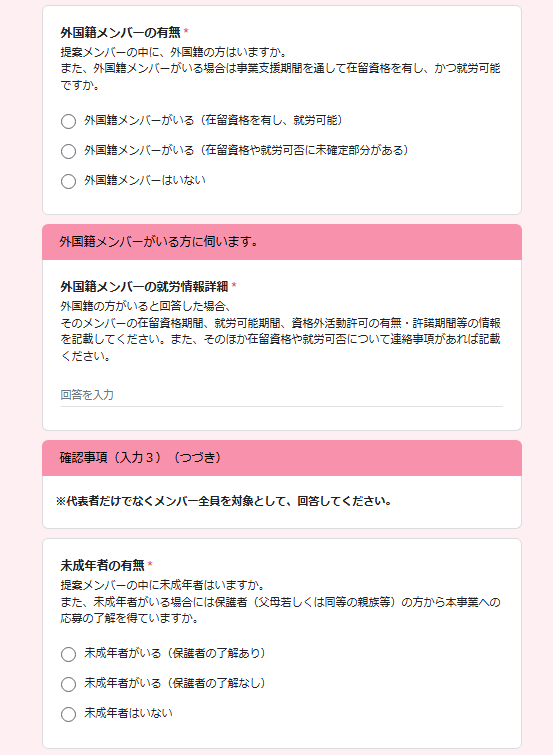 外国籍メンバーの有無 *
提案メンバーの中に、外国籍の方はいますか。
また、外国籍メンバーがいる場合は事業支援期間を通して在留資格を有し、かつ就労可能
ですか。
外国籍メンバーがいる（在留資格を有し、就労可能）
外国籍メンバーがいる（在留資格や就労可否に未確定部分がある）
外国籍メンバーはいない
外国籍メンバーがいる方に伺います。
外国籍メンバーの就労情報詳細 *
外国籍の方がいると回答した場合、
そのメンバーの在留資格期間、就労可能期間、資格外活動許可の有無・許諾期間等の情報
を記載してください。また、そのほか在留資格や就労可否について連絡事項があれば記載
ください。
回答を入力
確認事項（入力３）（つづき）
※代表者だけでなくメンバー全員を対象として、回答してください。
未成年者の有無 *
提案メンバーの中に未成年者はいますか。
また、未成年者がいる場合には保護者（父母若しくは同等の親族等）の方から本事業への
応募の了解を得ていますか。
未成年者がいる（保護者の了解あり）
未成年者がいる（保護者の了解なし）
未成年者はいない